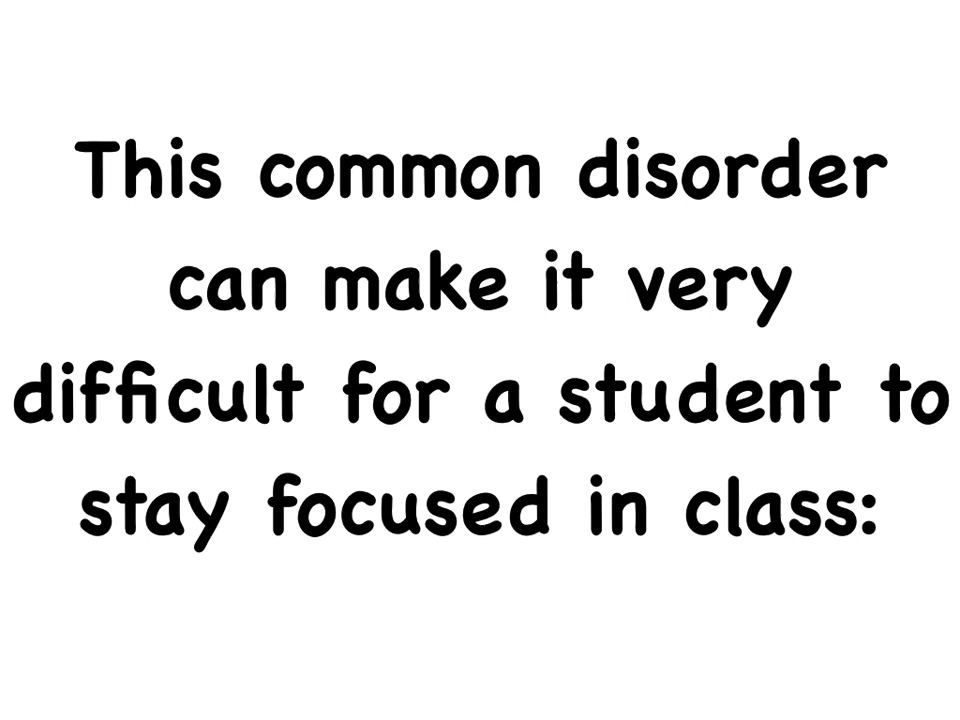 This common disorder
can make it very
difficult for a student to
stay focused in class: